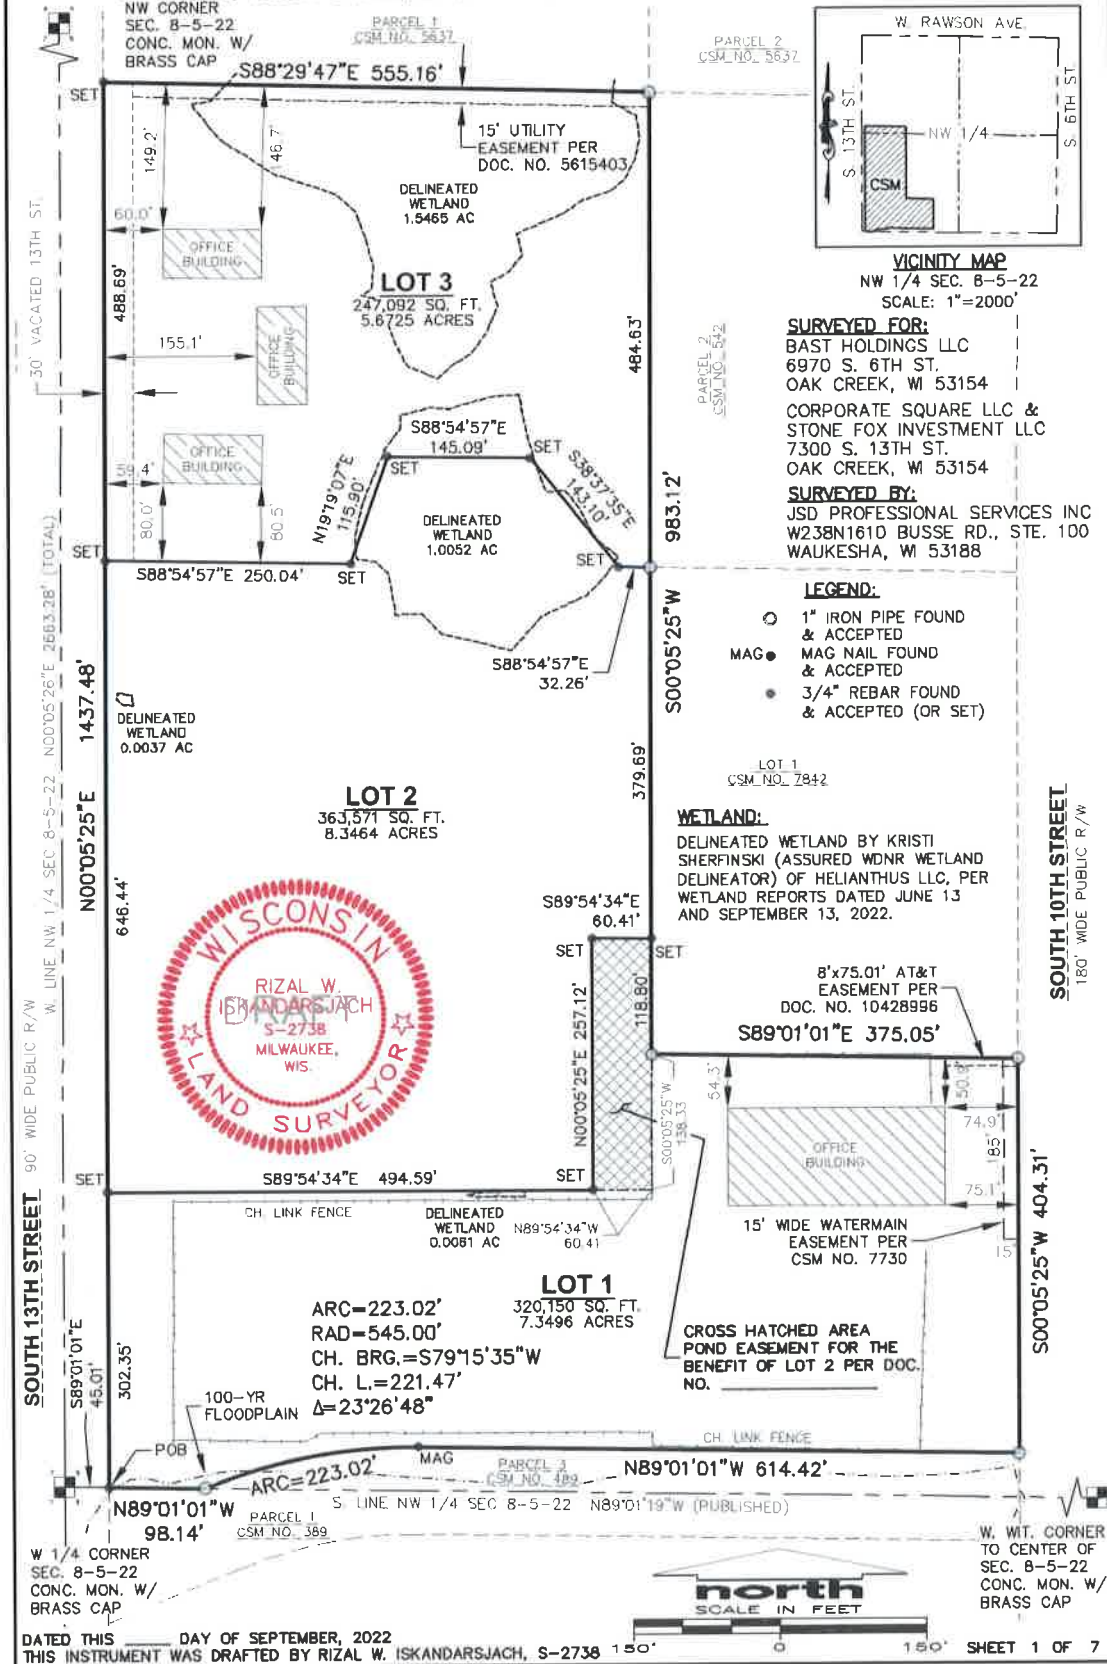 NW CORNER
SEC. 8-5-22
CONC. MON. W/
BRASS CAP
PARCEL 1
CSM NO. 5637
PARCEL 2
CSM NO. 5637
S88°29'47"E 555.16'
SET
15' UTILITY
EASEMENT PER
DOC. NO. 5615403
149.2'
146.7'
DELINEATED
WETLAND
1.5465 AC
60.0'
OFFICE
BUILDING
30' VACATED 13TH ST.
488.69'
LOT 3
247,092 SQ. FT.
5.6725 ACRES
155.1'
OFFICE
BUILDING
484.63'
PARCEL 2
CSM NO. 642
OFFICE
BUILDING
59.4'
80.0'
80.5'
S88°54'57"E
145.09'
SET
SET
N19°19'07"E
115.90'
S38°37'35"E
143.10'
DELINEATED
WETLAND
1.0052 AC
983.12'
SET
S88°54'57"E 250.04'
SET
SET
S88°54'57"E
32.26'
S00°05'25"W
W. RAWSON AVE.
S. 13TH ST.
NW 1/4
S. 6TH ST.
CSM
VICINITY MAP
NW 1/4 SEC. 8-5-22
SCALE: 1"=2000'
SURVEYED FOR:
BAST HOLDINGS LLC
6970 S. 6TH ST.
OAK CREEK, WI 53154
CORPORATE SQUARE LLC &
STONE FOX INVESTMENT LLC
7300 S. 13TH ST.
OAK CREEK, WI 53154
SURVEYED BY:
JSD PROFESSIONAL SERVICES INC
W238N1610 BUSSE RD., STE. 100
WAUKESHA, WI 53188
LEGEND:
1" IRON PIPE FOUND
& ACCEPTED
MAG MAG NAIL FOUND
& ACCEPTED
3/4" REBAR FOUND
& ACCEPTED (OR SET)
W. LINE NW 1/4 SEC 8-5-22 N00°05'26"E 2663.28' (TOTAL)
N00°05'25"E 1437.48'
DELINEATED
WETLAND
0.0037 AC
379.69'
LOT 1
CSM NO. 7842
LOT 2
363,571 SQ. FT.
8.3464 ACRES
646.44'
WETLAND:
DELINEATED WETLAND BY KRISTI
SHERFINSKI (ASSURED WDNR WETLAND
DELINEATOR) OF HELIANTHUS LLC, PER
WETLAND REPORTS DATED JUNE 13
AND SEPTEMBER 13, 2022.
SOUTH 10TH STREET
180' WIDE PUBLIC R/W
S89°54'34"E
60.41'
SET
SET
WISCONSIN
RIZAL W.
ISKANDARSJACH
DRAFT
S-2738
MILWAUKEE,
WIS.
LAND SURVEYOR
118.80'
N00°05'25"E 257.12'
8'x75.01' AT&T
EASEMENT PER
DOC. NO. 10428996
S89°01'01"E 375.05'
54.3'
50.9'
S00°05'25"W
138.33
74.9'
185'
OFFICE
BUILDING
75.1'
15'
15' WIDE WATERMAIN
EASEMENT PER
CSM NO. 7730
S00°05'25"W 404.31'
SOUTH 13TH STREET
90' WIDE PUBLIC R/W
SET
S89°54'34"E 494.59'
SET
CH. LINK FENCE
DELINEATED
WETLAND
0.0081 AC
N89°54'34"W
60.41
LOT 1
320,150 SQ. FT.
7.3496 ACRES
ARC=223.02'
RAD=545.00'
CH. BRG.=S79°15'35"W
CH. L.=221.47'
Δ=23°26'48"
CROSS HATCHED AREA
POND EASEMENT FOR THE
BENEFIT OF LOT 2 PER DOC.
NO.
S89°01'01"E
45.01'
302.35'
100-YR
FLOODPLAIN
CH. LINK FENCE
POB
MAG
ARC=223.02'
PARCEL 3
CSM NO. 489
N89°01'01"W 614.42'
N89°01'01"W
98.14'
S. LINE NW 1/4 SEC 8-5-22 N89°01'19"W (PUBLISHED)
PARCEL 1
CSM NO. 389
W 1/4 CORNER
SEC. 8-5-22
CONC. MON. W/
BRASS CAP
W. WIT. CORNER
TO CENTER OF
SEC. 8-5-22
CONC. MON. W/
BRASS CAP
north
SCALE IN FEET
150' 0 150'
DATED THIS ____ DAY OF SEPTEMBER, 2022
THIS INSTRUMENT WAS DRAFTED BY RIZAL W. ISKANDARSJACH, S-2738
SHEET 1 OF 7